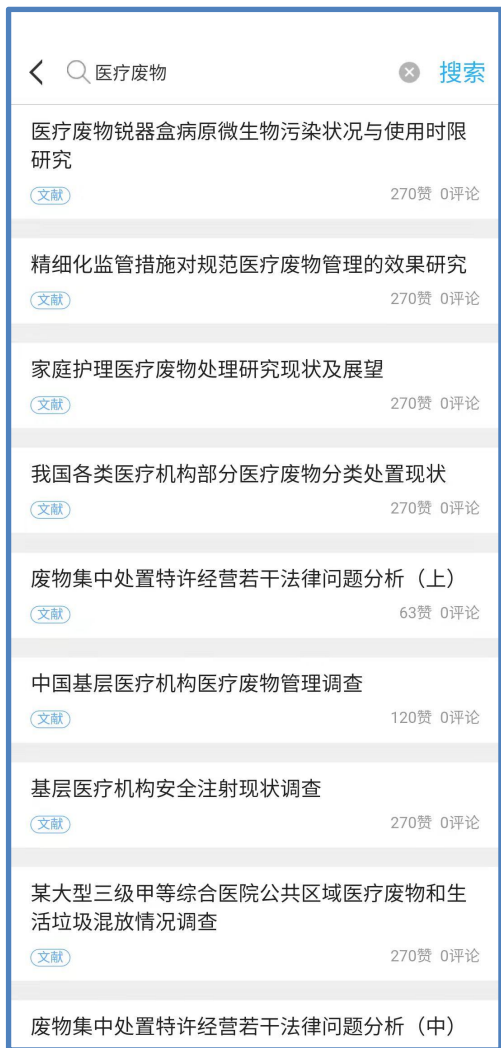 医疗废物
搜索
医疗废物锐器盒病原微生物污染状况与使用时限
研究
文献
270赞 0评论
精细化监管措施对规范医疗废物管理的效果研究
文献
270赞 0评论
家庭护理医疗废物处理研究现状及展望
文献
270赞 0评论
我国各类医疗机构部分医疗废物分类处置现状
文献
270赞 0评论
废物集中处置特许经营若干法律问题分析（上）
文献
63赞 0评论
中国基层医疗机构医疗废物管理调查
文献
120赞 0评论
基层医疗机构安全注射现状调查
文献
270赞 0评论
某大型三级甲等综合医院公共区域医疗废物和生
活垃圾混放情况调查
文献
270赞 0评论
废物集中处置特许经营若干法律问题分析（中）